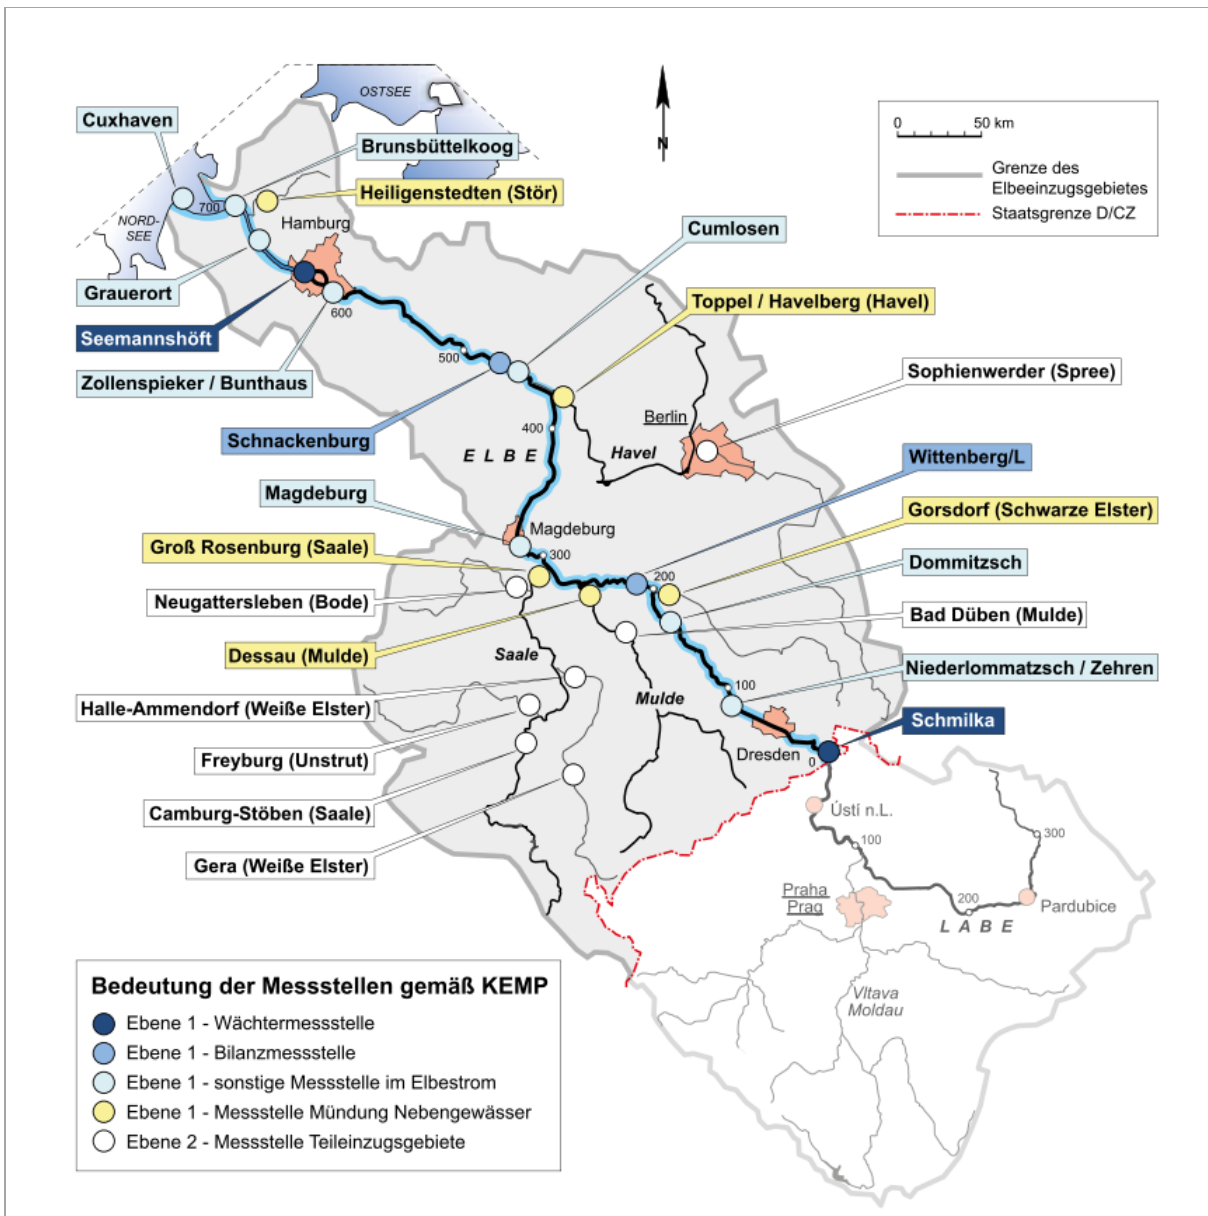 OSTSEE
Cuxhaven
Brunsbüttelkoog
Heiligenstedten (Stör)
NORD-
SEE
700
Hamburg
Grauerort
Seemannshöft
Zollenspieker / Bunthaus
600
N
0 50 km
Grenze des
Elbeeinzugsgebietes
Staatsgrenze D/CZ
Cumlosen
Toppel / Havelberg (Havel)
500
Sophienwerder (Spree)
Schnackenburg
400
Berlin
ELBE
Havel
Wittenberg/L
Magdeburg
Magdeburg
Gorsdorf (Schwarze Elster)
Groß Rosenburg (Saale)
300
200
Dommitzsch
Neugattersleben (Bode)
Bad Düben (Mulde)
Dessau (Mulde)
Saale
Niederlommatzsch / Zehren
100
Mulde
Halle-Ammendorf (Weiße Elster)
Schmilka
Freyburg (Unstrut)
Dresden
0
Camburg-Stöben (Saale)
Ústí n.L.
Gera (Weiße Elster)
100
300
Praha
Prag
200
Pardubice
LABE
Vltava
Moldau
Bedeutung der Messstellen gemäß KEMP
Ebene 1 - Wächtermessstelle
Ebene 1 - Bilanzmessstelle
Ebene 1 - sonstige Messstelle im Elbestrom
Ebene 1 - Messstelle Mündung Nebengewässer
Ebene 2 - Messstelle Teileinzugsgebiete